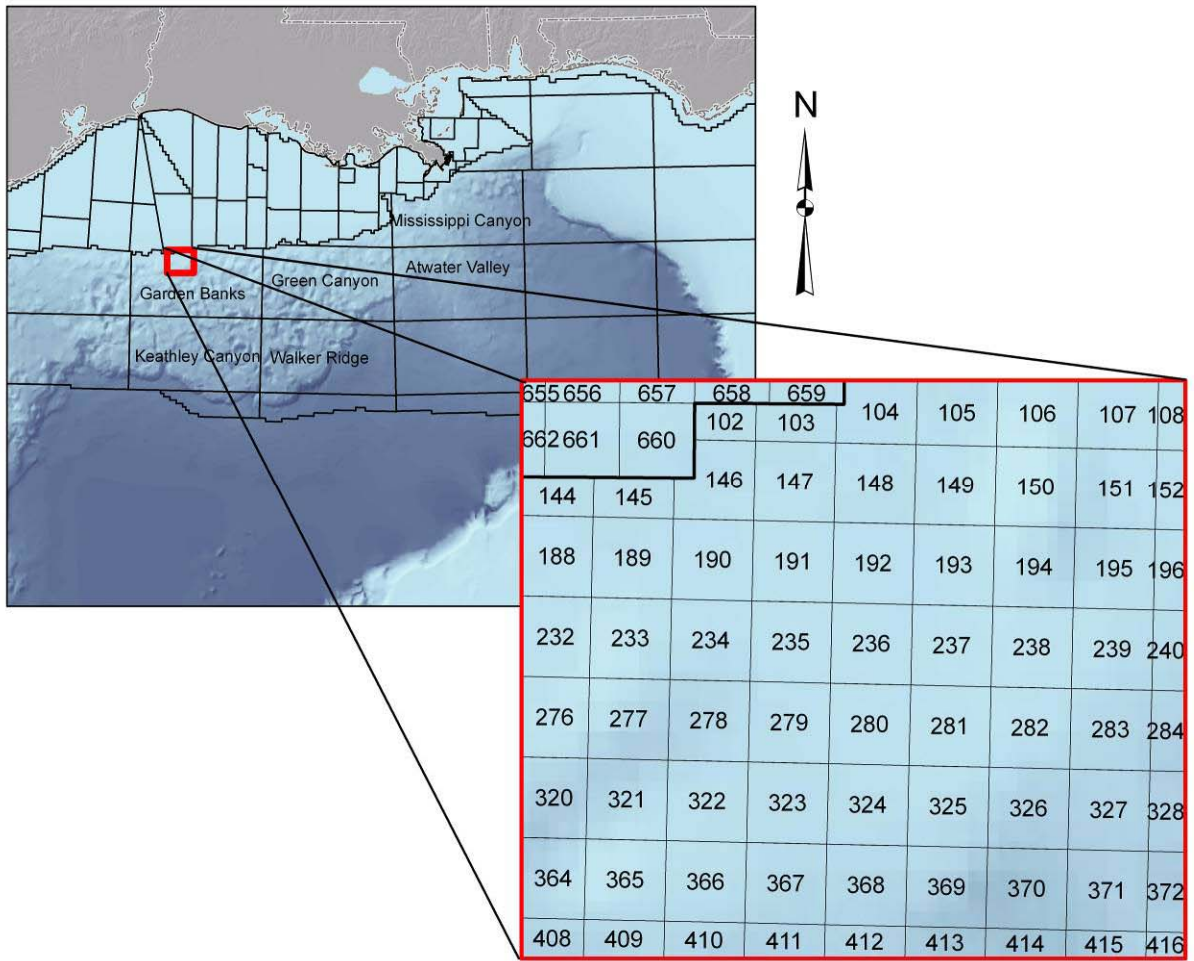 N
Mississippi Canyon
Atwater Valley
Green Canyon
Garden Banks
Keathley Canyon Walker Ridge
655 656 657 658 659
104 105 106 107 108
102 103
662 661 660
146 147 148 149 150 151 152
144 145
188 189 190 191 192 193 194 195 196
232 233 234 235 236 237 238 239 240
276 277 278 279 280 281 282 283 284
320 321 322 323 324 325 326 327 328
364 365 366 367 368 369 370 371 372
408 409 410 411 412 413 414 415 416